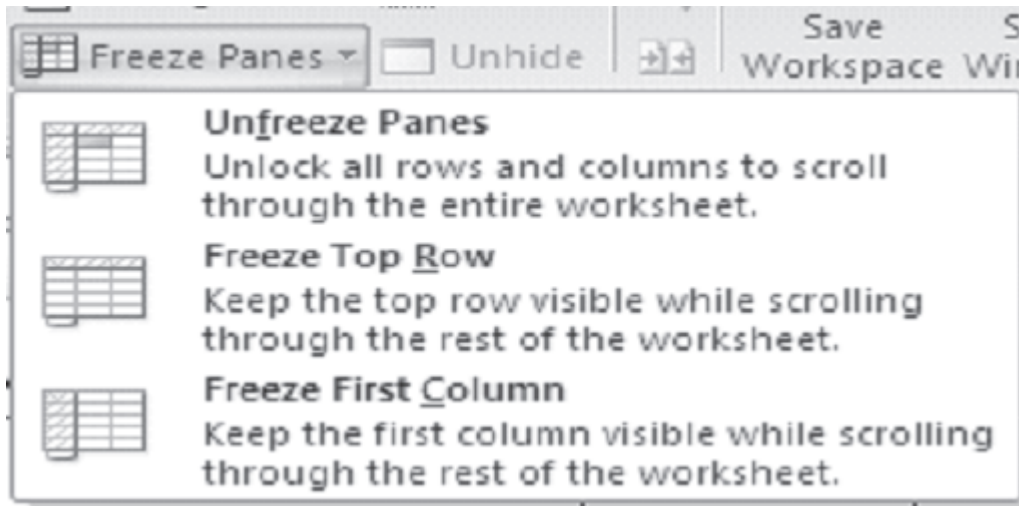 Freeze Panes Unhide Save
Workspace
Unfreeze Panes
Unlock all rows and columns to scroll
through the entire worksheet.
Freeze Top Row
Keep the top row visible while scrolling
through the rest of the worksheet.
Freeze First Column
Keep the first column visible while scrolling
through the rest of the worksheet.